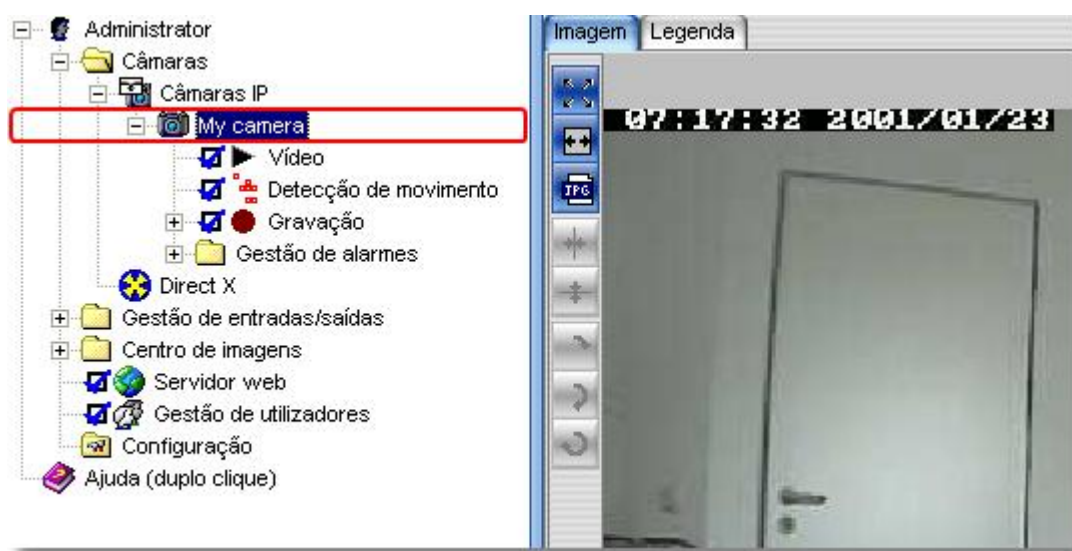 Administrator
Câmaras
Câmaras IP
My camera
Vídeo
Detecção de movimento
Gravação
Gestão de alarmes
Direct X
Gestão de entradas/saídas
Centro de imagens
Servidor web
Gestão de utilizadores
Configuração
Ajuda (duplo clique)
Imagem Legenda
JPG
07:17:32 2001/01/23